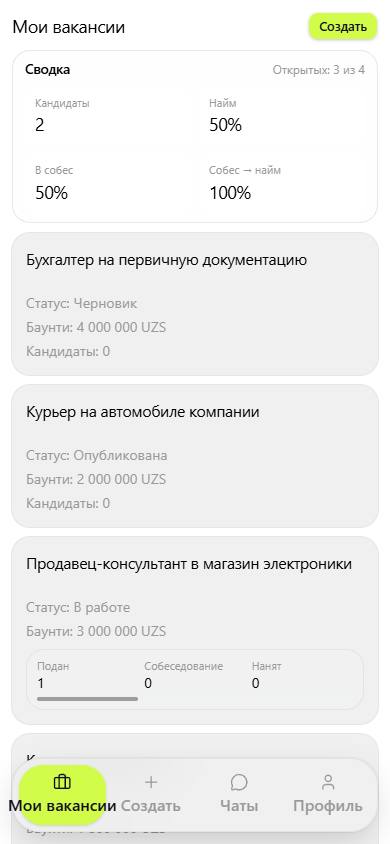 Мои вакансии
Создать
Сводка
Открытых: 3 из 4
Кандидаты
2
Найм
50%
В собес
50%
Собес → найм
100%
Бухгалтер на первичную документацию
Статус: Черновик
Баунти: 4 000 000 UZS
Кандидаты: 0
Курьер на автомобиле компании
Статус: Опубликована
Баунти: 2 000 000 UZS
Кандидаты: 0
Продавец-консультант в магазин электроники
Статус: В работе
Баунти: 3 000 000 UZS
Подан
1
Собеседование
0
Нанят
0
Мои вакансии
Создать
Чаты
Профиль